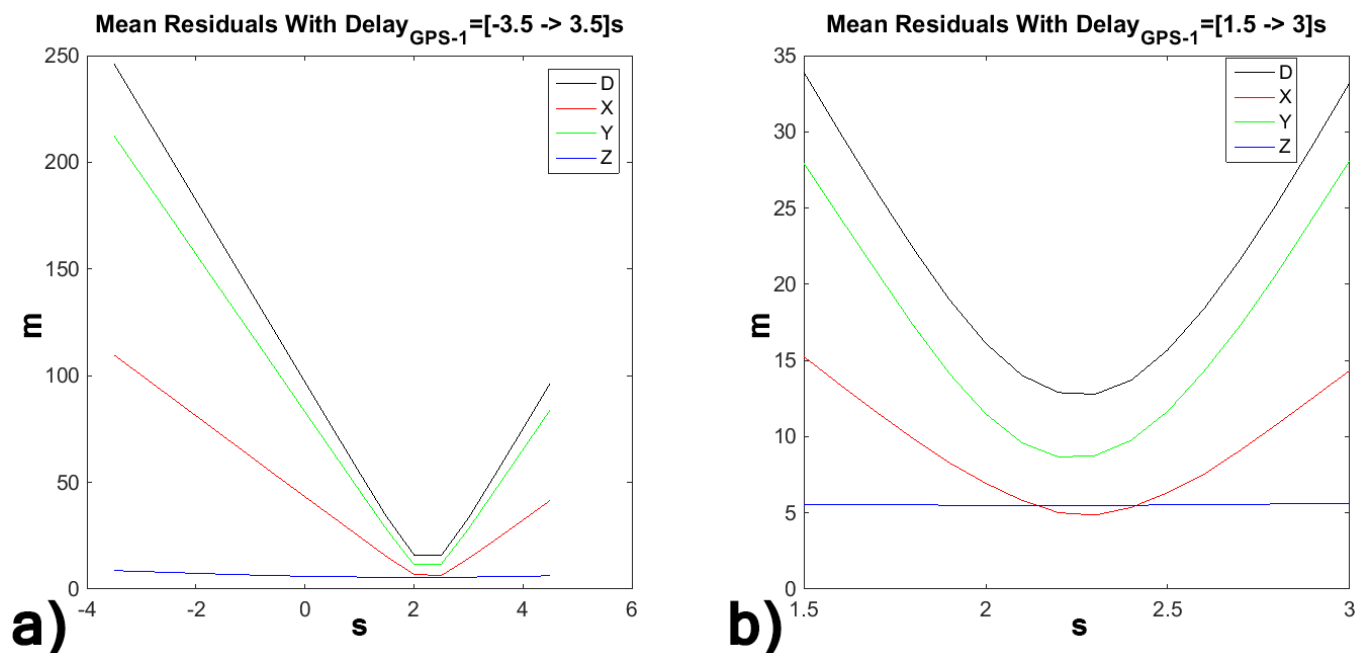 Mean Residuals With Delay_GPS-1=[-3.5 -> 3.5]s
250
200
150
100
50
0
-4
-2
0
2
4
6
m
s
D
X
Y
Z
a)
Mean Residuals With Delay_GPS-1=[1.5 -> 3]s
35
30
25
20
15
10
5
0
1.5
2
2.5
3
m
s
D
X
Y
Z
b)